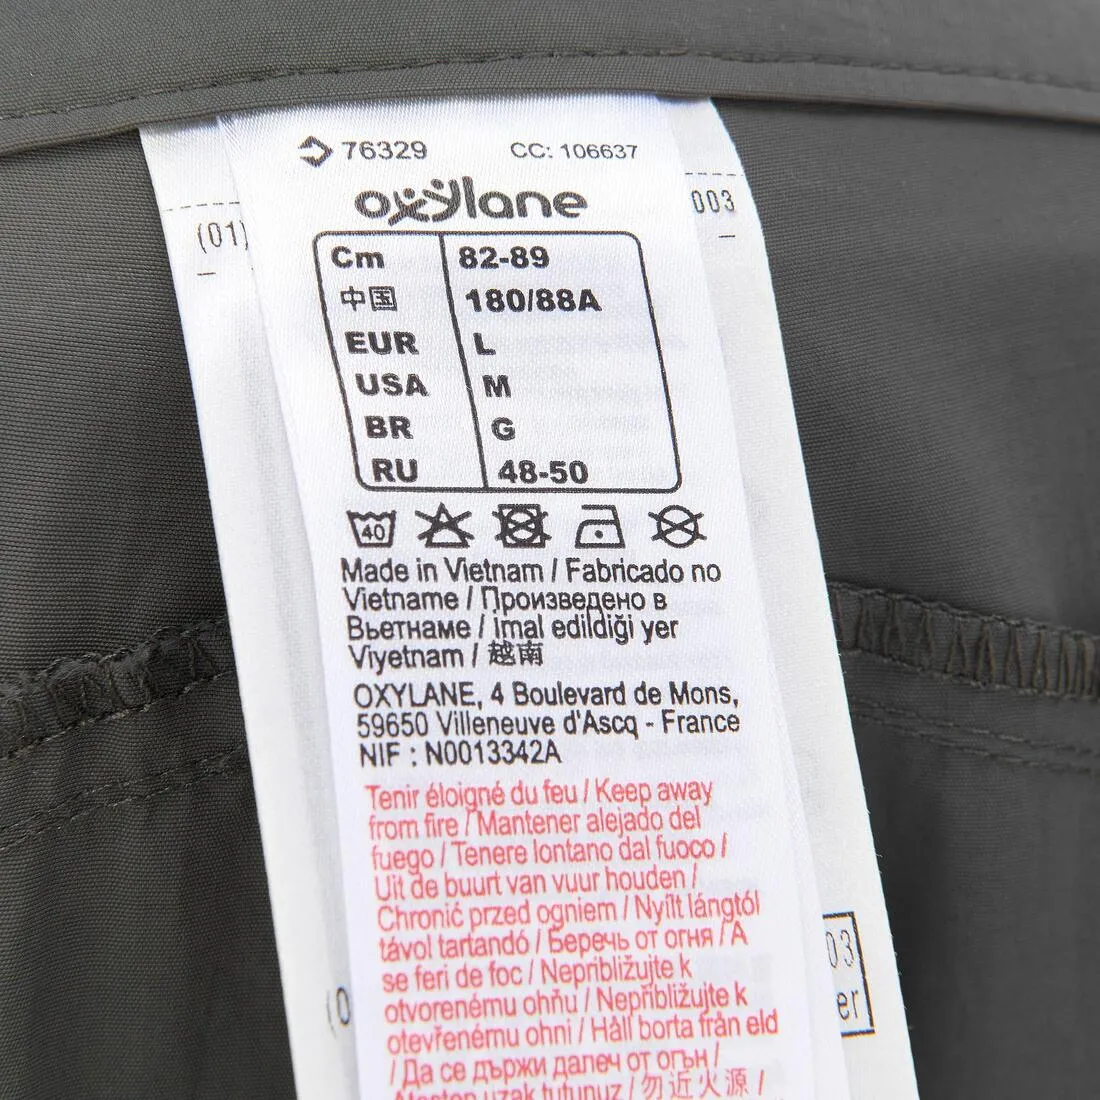 76329 CC: 106637
oxylane
(01)
003
Cm 82-89
中国 180/88A
EUR L
USA M
BR G
RU 48-50
40
Made in Vietnam / Fabricado no
Vietname / Произведено в
Вьетнаме / İmal edildiği yer
Viyetnam / 越南
OXYLANE, 4 Boulevard de Mons,
59650 Villeneuve d'Ascq - France
NIF : N0013342A
Tenir éloigné du feu / Keep away
from fire / Mantener alejado del
fuego / Tenere lontano dal fuoco /
Uit de buurt van vuur houden /
Chronić przed ogniem / Nyílt lángtól
távol tartandó / Беречь от огня / A
se feri de foc / Nepribližujte k
otvorenému ohňu / Nepřibližujte k
otevřenému ohni / Håll borta från eld
/ Да се държи далеч от огън /
Ateşten uzak tutunuz / 勿近火源 /
03
er
(0